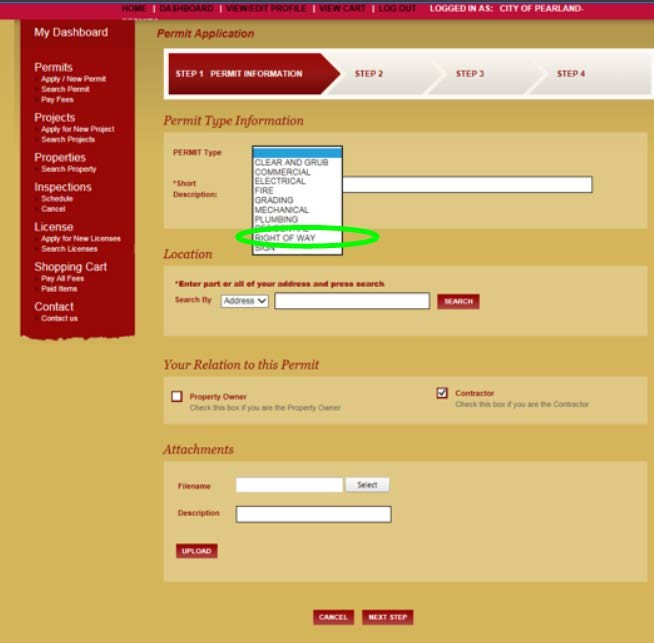 HOME | DASHBOARD | VIEW/EDIT PROFILE | VIEW CART | LOG OUT LOGGED IN AS: CITY OF PEARLAND-
My Dashboard
Permits
Apply / New Permit
Search Permit
Pay Fees
Projects
Apply for New Project
Search Projects
Properties
Search Property
Inspections
Schedule
Cancel
License
Apply for New Licenses
Search Licenses
Shopping Cart
Pay All Fees
Paid Items
Contact
Contact us
Permit Application
STEP 1 PERMIT INFORMATION STEP 2 STEP 3 STEP 4
Permit Type Information
PERMIT Type
CLEAR AND GRUB
COMMERCIAL
ELECTRICAL
FIRE
GRADING
MECHANICAL
PLUMBING
RIGHT OF WAY
SIGN
*Short
Description:
Location
*Enter part or all of your address and press search
Search By Address SEARCH
Your Relation to this Permit
Property Owner
Check this box if you are the Property Owner
Contractor
Check this box if you are the Contractor
Attachments
Filename Select
Description
UPLOAD
CANCEL NEXT STEP